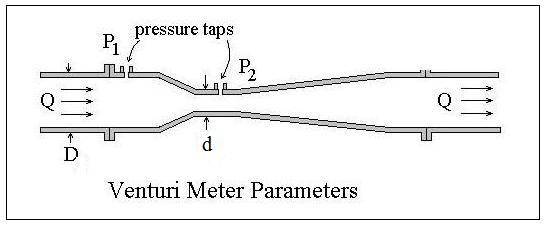 pressure taps
P1
P2
Q
Q
D
d
Venturi Meter Parameters